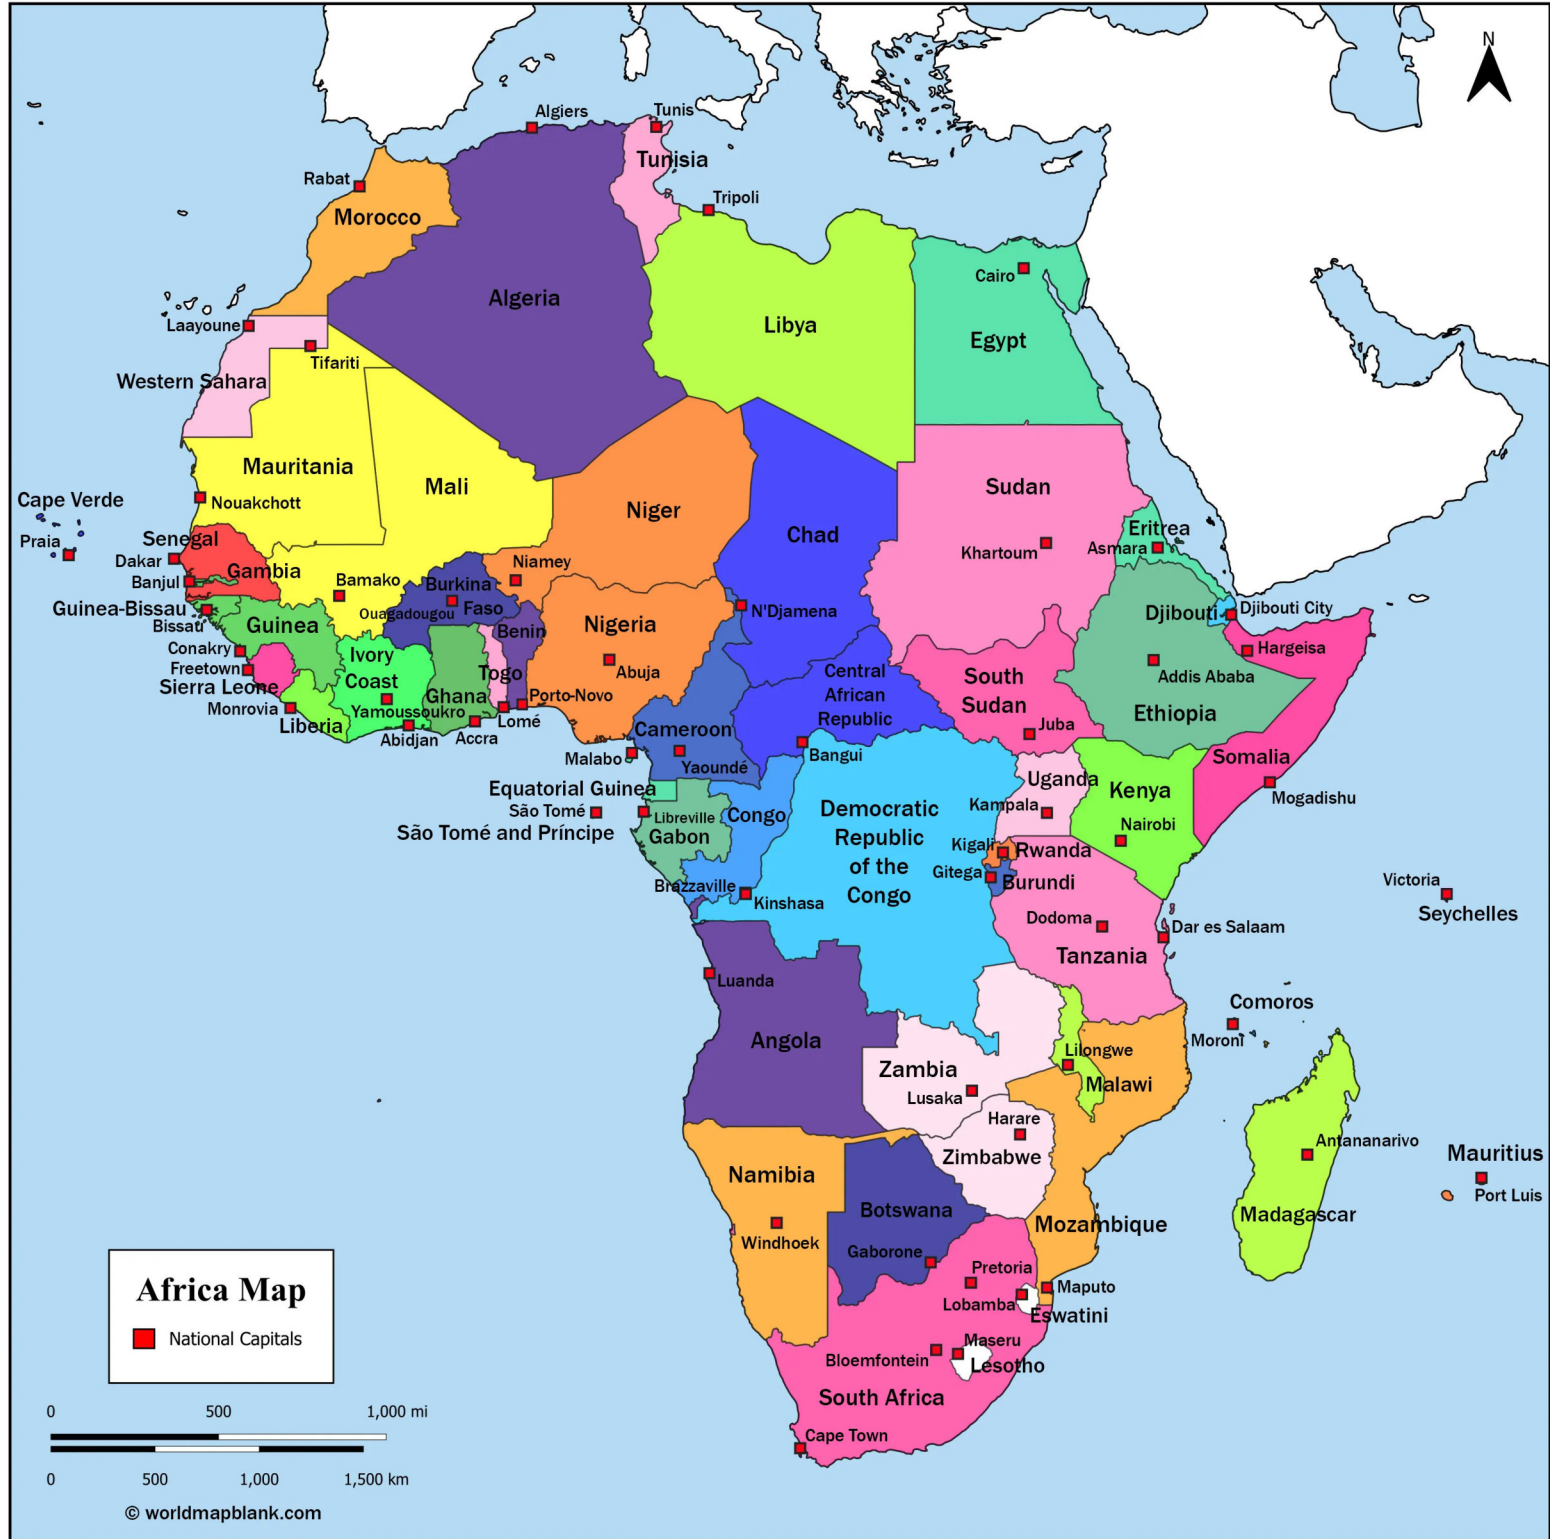 N
Algiers
Tunis
Tunisia
Rabat
Tripoli
Morocco
Cairo
Algeria
Libya
Laayoune
Egypt
Tifariti
Western Sahara
Mauritania
Mali
Sudan
Cape Verde
Nouakchott
Niger
Chad
Eritrea
Praia
Senegal
Khartoum
Asmara
Dakar
Gambia
Niamey
Banjul
Bamako
Burkina
Faso
Ouagadougou
Guinea-Bissau
Bissau
Guinea
Benin
Nigeria
N'Djamena
Djibouti
Djibouti City
Conakry
Ivory
Coast
Hargeisa
Freetown
Togo
Abuja
Central
African
Republic
South
Sudan
Addis Ababa
Sierra Leone
Ghana
Porto-Novo
Monrovia
Yamoussoukro
Ethiopia
Liberia
Lomé
Abidjan
Accra
Cameroon
Juba
Malabo
Yaoundé
Bangui
Somalia
Equatorial Guinea
Uganda
Kenya
Mogadishu
São Tomé
Libreville
Congo
Democratic
Republic
of the
Congo
Kampala
São Tomé and Príncipe
Gabon
Nairobi
Kigali
Rwanda
Gitega
Burundi
Brazzaville
Kinshasa
Victoria
Seychelles
Dodoma
Dar es Salaam
Tanzania
Luanda
Comoros
Angola
Moroni
Lilongwe
Zambia
Malawi
Lusaka
Harare
Antananarivo
Zimbabwe
Mauritius
Namibia
Port Luis
Botswana
Madagascar
Mozambique
Windhoek
Gaborone
Pretoria
Maputo
Lobamba
Eswatini
Maseru
Bloemfontein
Lesotho
South Africa
Cape Town
Africa Map
National Capitals
0 500 1,000 mi
0 500 1,000 1,500 km
© worldmapblank.com